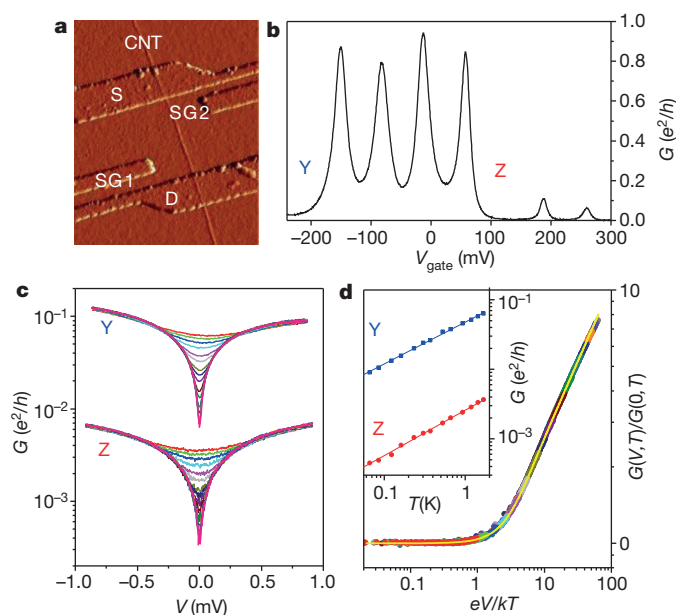 a
CNT
S
SG2
SG1
D
b
Y
Z
1.0
0.8
0.6
0.4
0.2
0.0
G (e²/h)
−200
−100
0
100
200
300
V_gate (mV)
c
Y
Z
10⁻¹
10⁻²
10⁻³
G (e²/h)
−1.0
−0.5
0.0
0.5
1.0
V (mV)
d
Y
Z
10⁻¹
10⁻³
G (e²/h)
0.1
1
T(K)
10
0
G(V,T)/G(0,T)
0.1
1
10
100
eV/kT